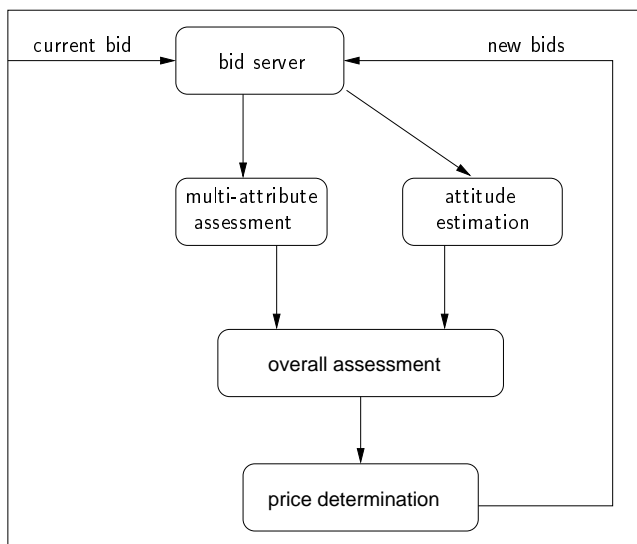 current bid
new bids
bid server
multi-attribute
assessment
attitude
estimation
overall assessment
price determination